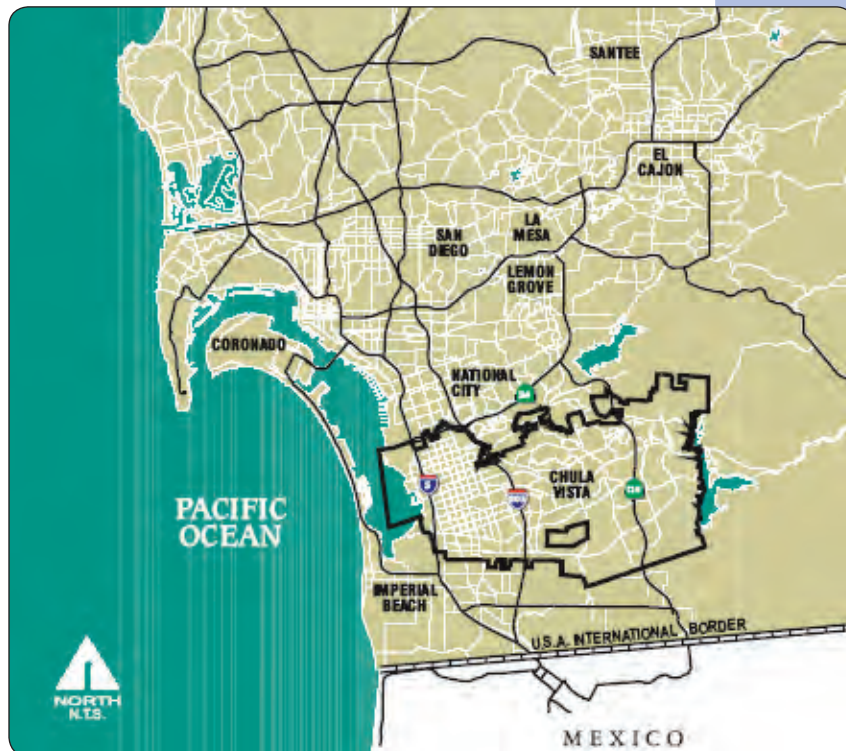 SANTEE
EL
CAJON
LA
MESA
SAN
DIEGO
LEMON
GROVE
CORONADO
NATIONAL
CITY
CHULA
VISTA
5
PACIFIC
OCEAN
IMPERIAL
BEACH
U.S.A. INTERNATIONAL BORDER
NORTH
N.T.S.
MEXICO